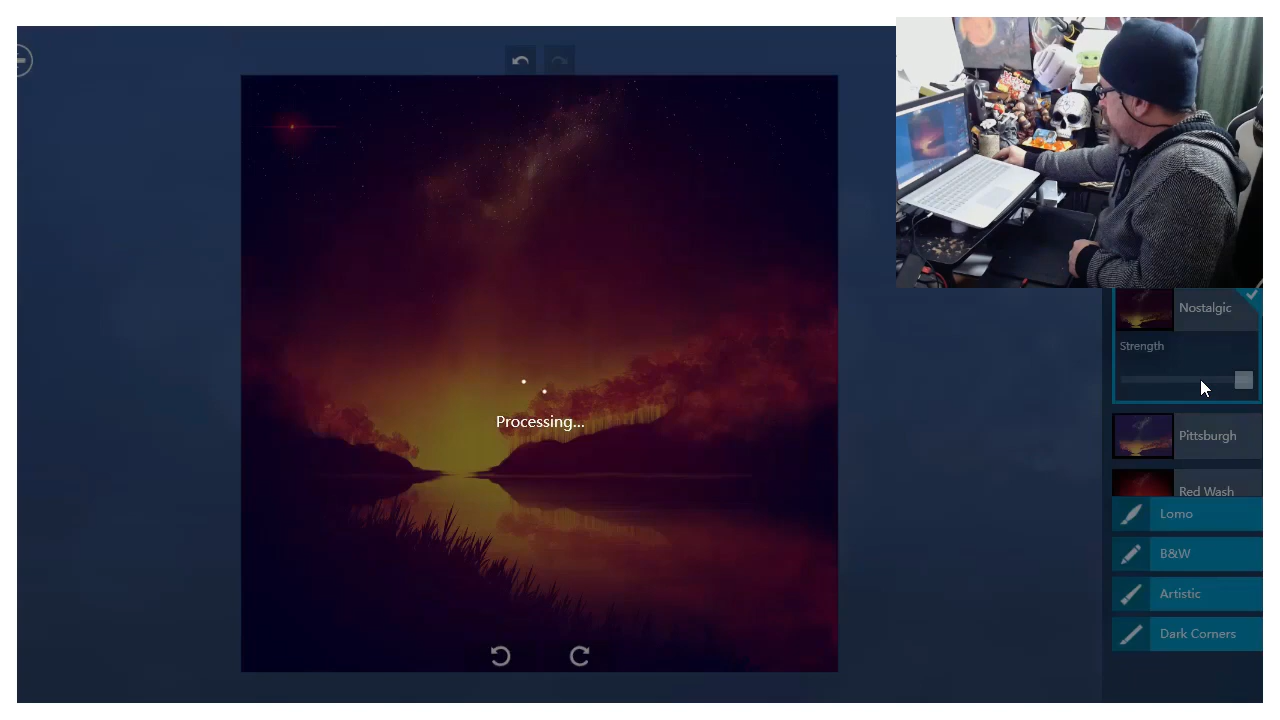 Nostalgic
Strength
Processing...
Pittsburgh
Red Wash
Lomo
B&W
Artistic
Dark Corners